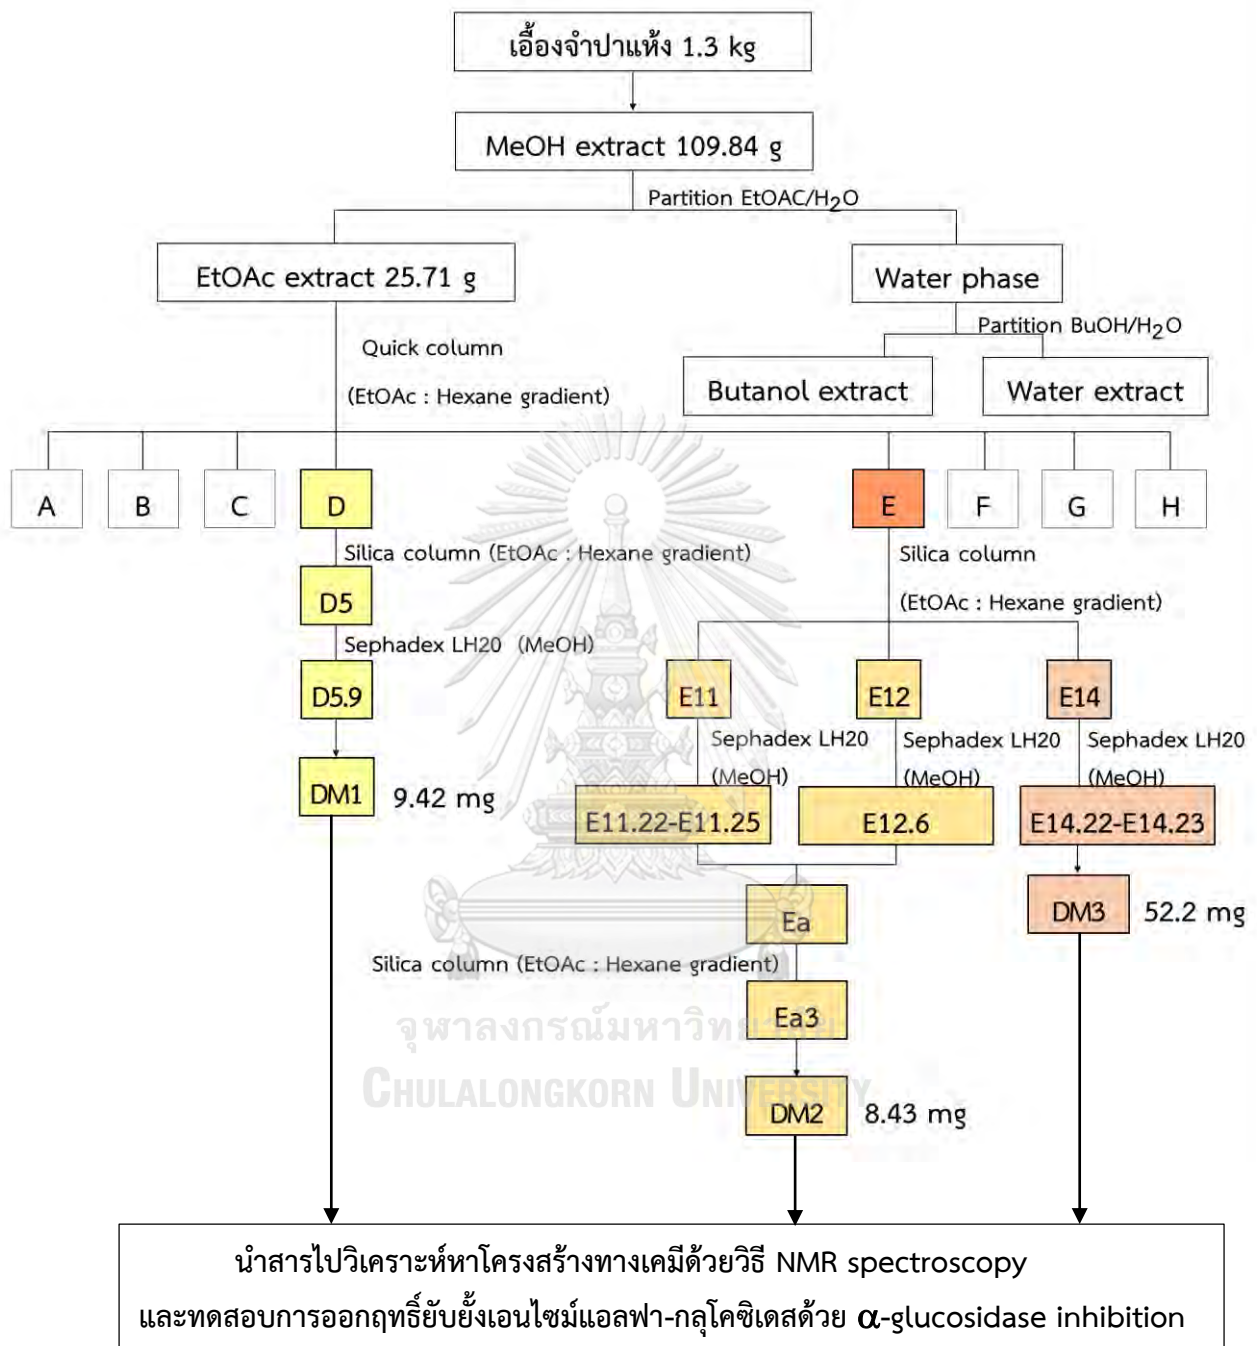 เอื้องจำปาแห้ง 1.3 kg
MeOH extract 109.84 g
Partition EtOAC/H₂O
EtOAc extract 25.71 g
Water phase
Partition BuOH/H₂O
Quick column
(EtOAc : Hexane gradient)
Butanol extract
Water extract
A
B
C
D
E
F
G
H
Silica column (EtOAc : Hexane gradient)
Silica column
(EtOAc : Hexane gradient)
D5
Sephadex LH20 (MeOH)
D5.9
E11
E12
E14
Sephadex LH20
(MeOH)
Sephadex LH20
(MeOH)
Sephadex LH20
(MeOH)
DM1
9.42 mg
E11.22-E11.25
E12.6
E14.22-E14.23
Ea
DM3
52.2 mg
Silica column (EtOAc : Hexane gradient)
Ea3
จุฬาลงกรณ์มหาวิทยาลัย
CHULALONGKORN UNIVERSITY
DM2
8.43 mg
นำสารไปวิเคราะห์หาโครงสร้างทางเคมีด้วยวิธี NMR spectroscopy
และทดสอบการออกฤทธิ์ยับยั้งเอนไซม์แอลฟา-กลุโคซิเดสด้วย α-glucosidase inhibition